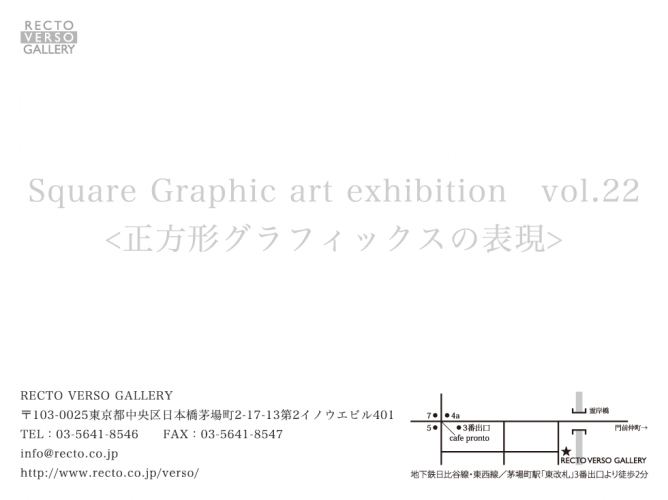 RECTO
VERSO
GALLERY
Square Graphic art exhibition　vol.22
<正方形グラフィックスの表現>
RECTO VERSO GALLERY
〒103-0025東京都中央区日本橋茅場町2-17-13第2イノウエビル401
TEL：03-5641-8546　　FAX：03-5641-8547
info@recto.co.jp
http://www.recto.co.jp/verso/
7● ●4a
5● ●3番出口
cafe pronto
霊岸橋
門前仲町→
★
RECTO VERSO GALLERY
地下鉄日比谷線・東西線／茅場町駅「東改札」3番出口より徒歩2分